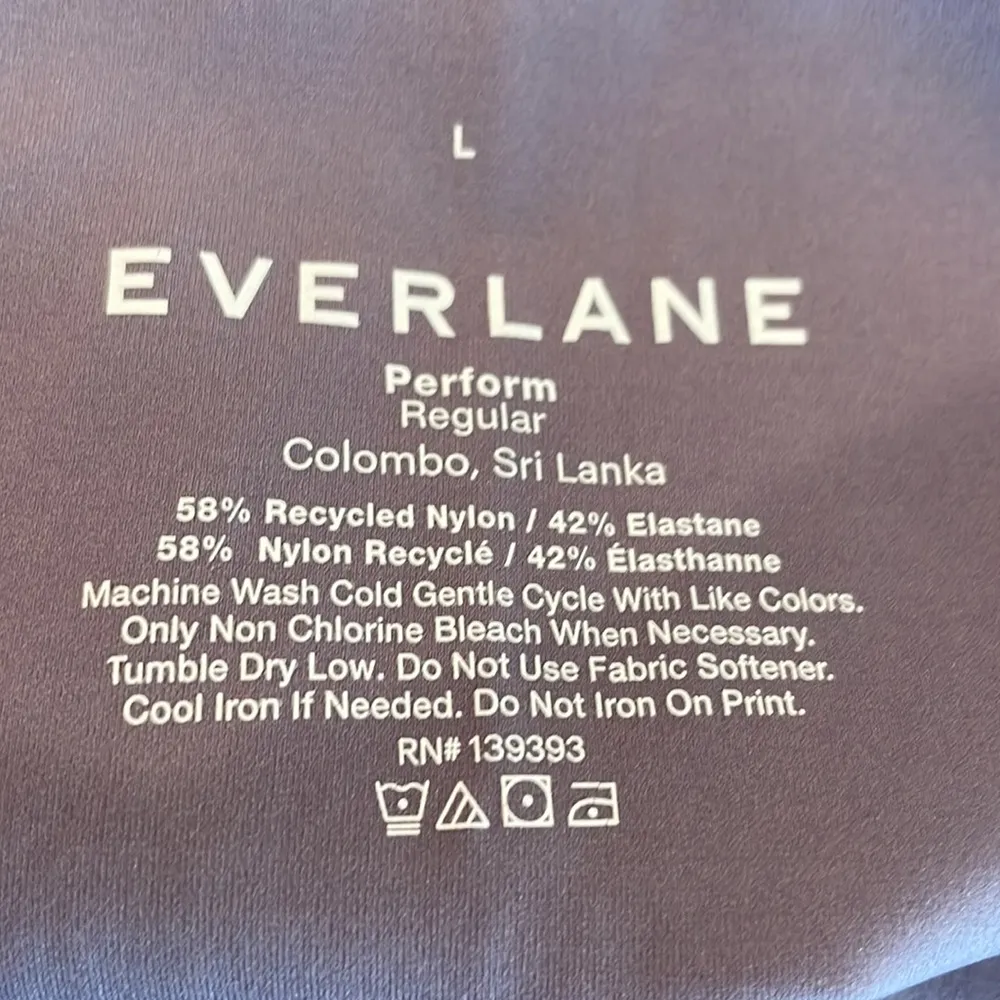 L
EVERLANE
Perform
Regular
Colombo, Sri Lanka
58% Recycled Nylon / 42% Elastane
58% Nylon Recyclé / 42% Élasthanne
Machine Wash Cold Gentle Cycle With Like Colors.
Only Non Chlorine Bleach When Necessary.
Tumble Dry Low. Do Not Use Fabric Softener.
Cool Iron If Needed. Do Not Iron On Print.
RN# 139393